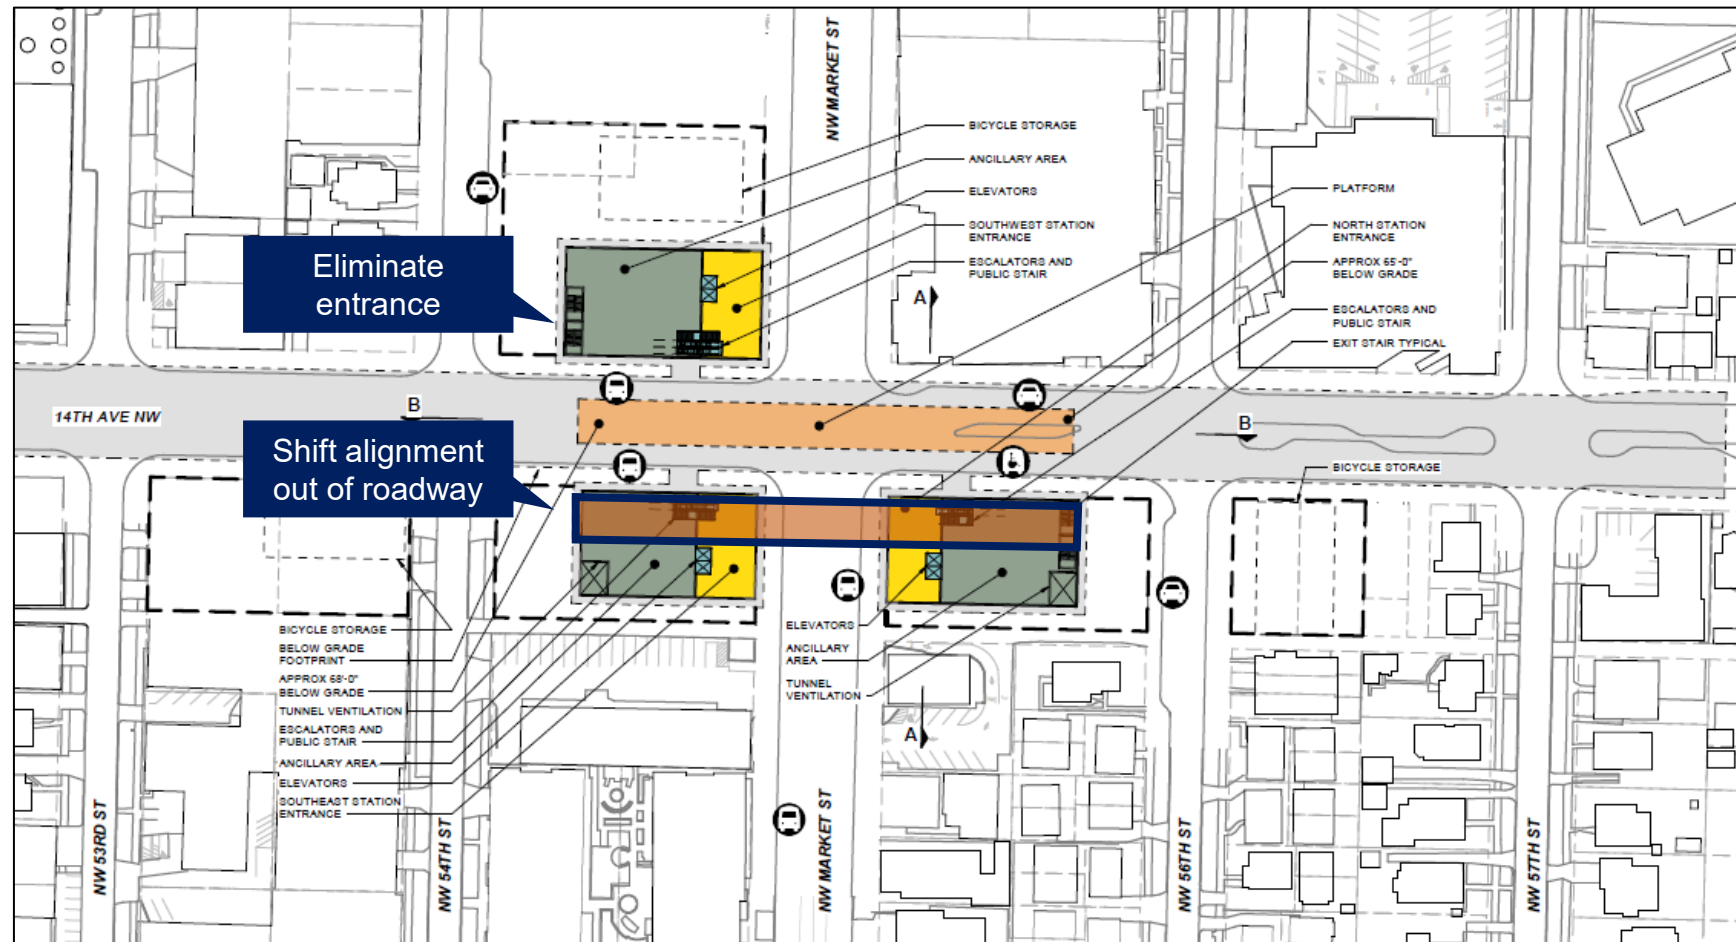 NW MARKET ST
BICYCLE STORAGE
ANCILLARY AREA
ELEVATORS
SOUTHWEST STATION
ENTRANCE
ESCALATORS AND
PUBLIC STAIR
PLATFORM
NORTH STATION
ENTRANCE
APPROX 65'-0"
BELOW GRADE
ESCALATORS AND
PUBLIC STAIR
EXIT STAIR TYPICAL
Eliminate
entrance
A
14TH AVE NW
B
B
Shift alignment
out of roadway
BICYCLE STORAGE
BICYCLE STORAGE
BELOW GRADE
FOOTPRINT
APPROX 68'-0"
BELOW GRADE
TUNNEL VENTILATION
ESCALATORS AND
PUBLIC STAIR
ANCILLARY AREA
ELEVATORS
SOUTHEAST STATION
ENTRANCE
ELEVATORS
ANCILLARY
AREA
TUNNEL
VENTILATION
A
NW 53RD ST
NW 54TH ST
NW MARKET ST
NW 56TH ST
NW 57TH ST